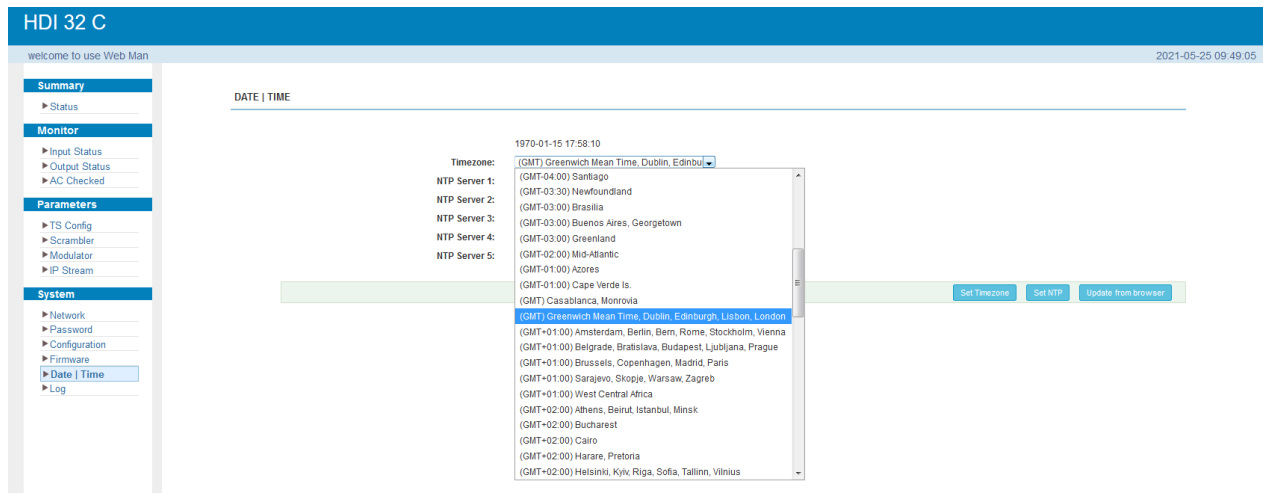 HDI 32 C
welcome to use Web Man
2021-05-25 09:49:05
Summary
Status
Monitor
Input Status
Output Status
AC Checked
Parameters
TS Config
Scrambler
Modulator
IP Stream
System
Network
Password
Configuration
Firmware
Date | Time
Log
DATE | TIME
1970-01-15 17:58:10
Timezone:
(GMT) Greenwich Mean Time, Dublin, Edinbu
NTP Server 1:
NTP Server 2:
NTP Server 3:
NTP Server 4:
NTP Server 5:
(GMT-04:00) Santiago
(GMT-03:30) Newfoundland
(GMT-03:00) Brasilia
(GMT-03:00) Buenos Aires, Georgetown
(GMT-03:00) Greenland
(GMT-02:00) Mid-Atlantic
(GMT-01:00) Azores
(GMT-01:00) Cape Verde Is.
(GMT) Casablanca, Monrovia
(GMT) Greenwich Mean Time, Dublin, Edinburgh, Lisbon, London
(GMT+01:00) Amsterdam, Berlin, Bern, Rome, Stockholm, Vienna
(GMT+01:00) Belgrade, Bratislava, Budapest, Ljubljana, Prague
(GMT+01:00) Brussels, Copenhagen, Madrid, Paris
(GMT+01:00) Sarajevo, Skopje, Warsaw, Zagreb
(GMT+01:00) West Central Africa
(GMT+02:00) Athens, Beirut, Istanbul, Minsk
(GMT+02:00) Bucharest
(GMT+02:00) Cairo
(GMT+02:00) Harare, Pretoria
(GMT+02:00) Helsinki, Kyiv, Riga, Sofia, Tallinn, Vilnius
Set Timezone
Set NTP
Update from browser